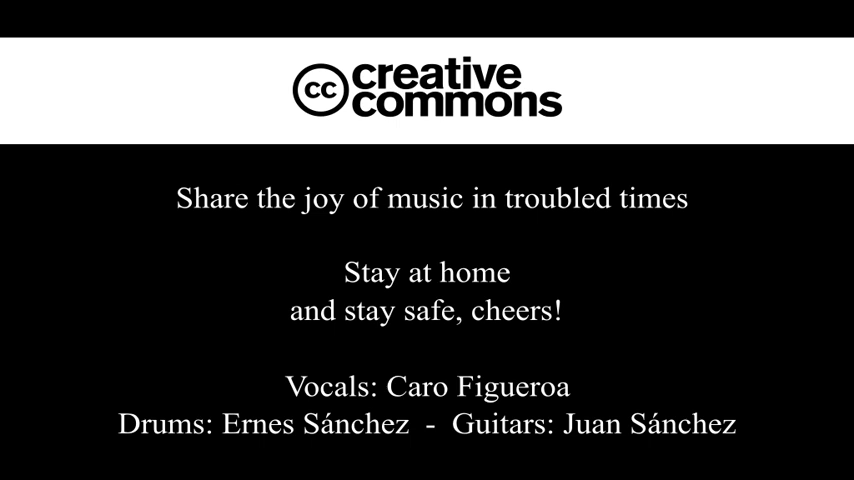 cc creative
commons
Share the joy of music in troubled times
Stay at home
and stay safe, cheers!
Vocals: Caro Figueroa
Drums: Ernes Sánchez - Guitars: Juan Sánchez